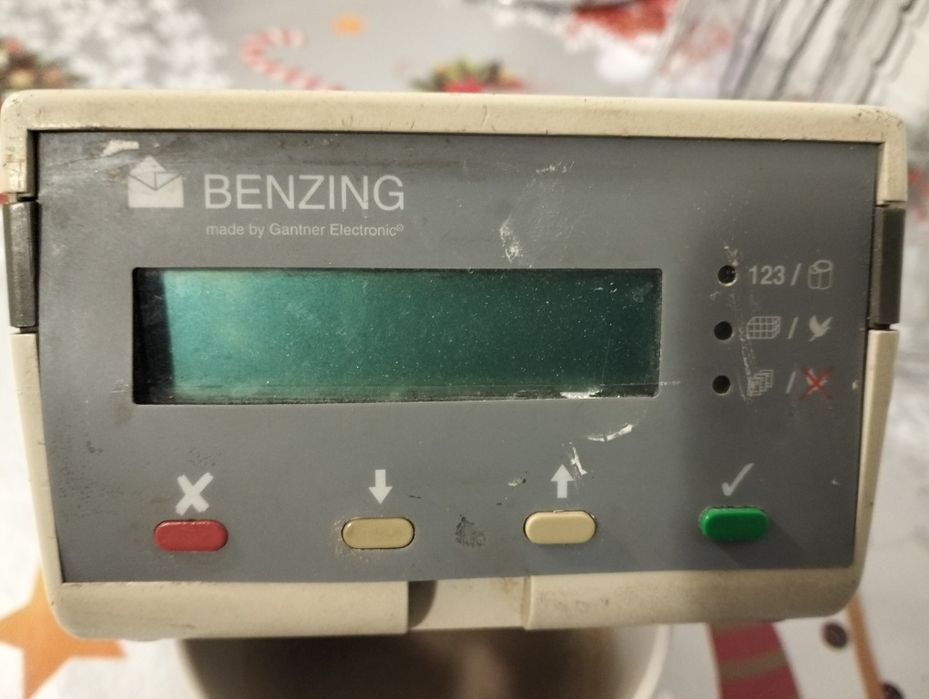 BENZING
made by Gantner Electronic®
123 /
/
/